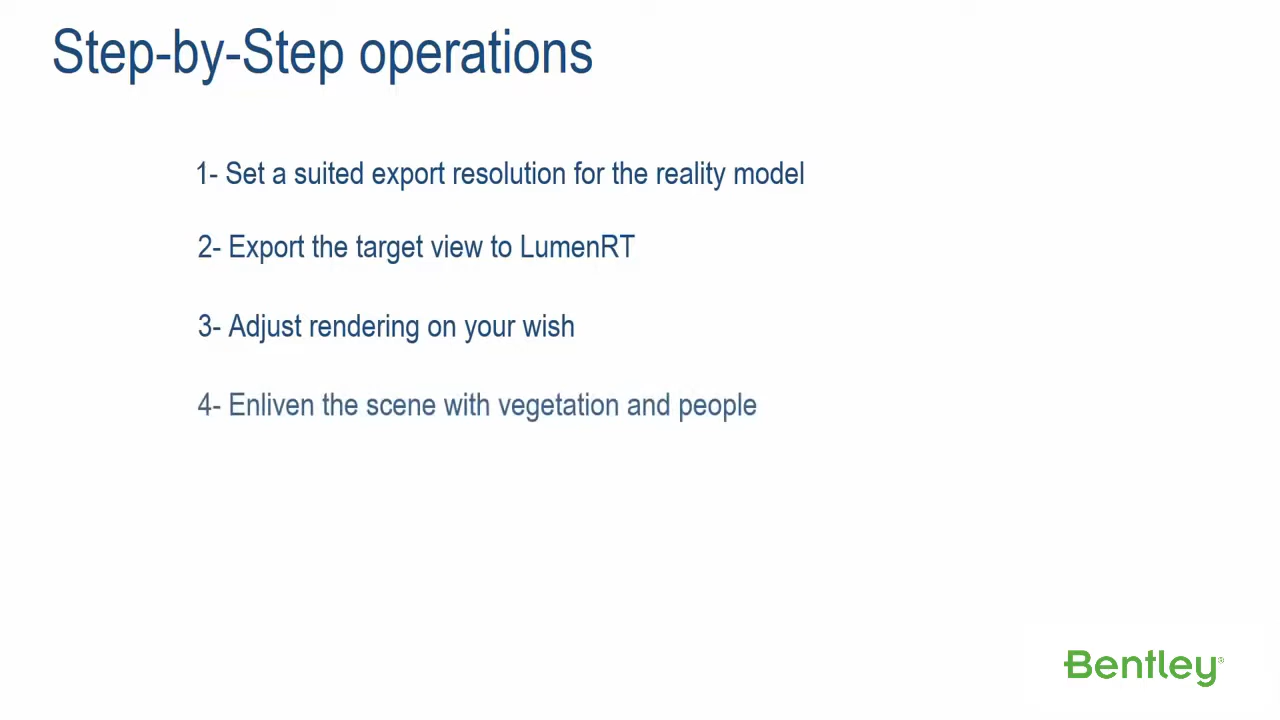 Step-by-Step operations
1- Set a suited export resolution for the reality model
2- Export the target view to LumenRT
3- Adjust rendering on your wish
4- Enliven the scene with vegetation and people
Bentley®